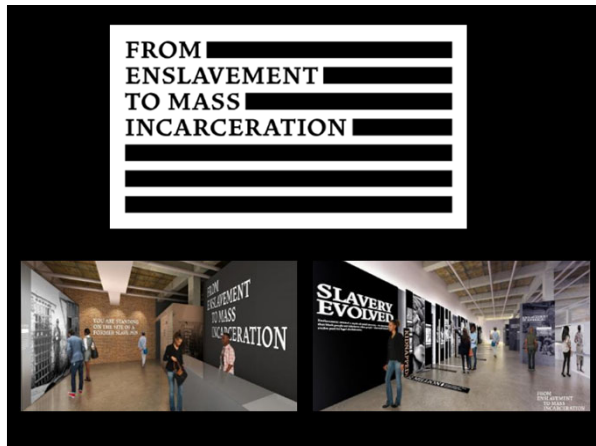 FROM
ENSLAVEMENT
TO MASS
INCARCERATION
YOU ARE STANDING
ON THE SITE OF A
FORMER SLAVE PEN
FROM
ENSLAVEMENT
TO MASS
INCARCERATION
SLAVERY
EVOLVED
FROM
ENSLAVEMENT
TO MASS
INCARCERATION